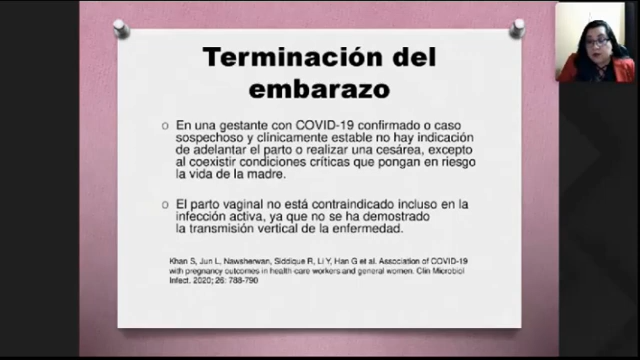 Terminación del
embarazo
En una gestante con COVID-19 confirmado o caso
sospechoso y clínicamente estable no hay indicación
de adelantar el parto o realizar una cesárea, excepto
al coexistir condiciones críticas que pongan en riesgo
la vida de la madre.
El parto vaginal no está contraindicado incluso en la
infección activa, ya que no se ha demostrado
la transmisión vertical de la enfermedad.
Khan S, Jun L, Nawsherwan, Siddique R, Li Y, Han G et al. Association of COVID-19
with pregnancy outcomes in health-care workers and general women. Clin Microbiol
Infect. 2020; 26: 788-790